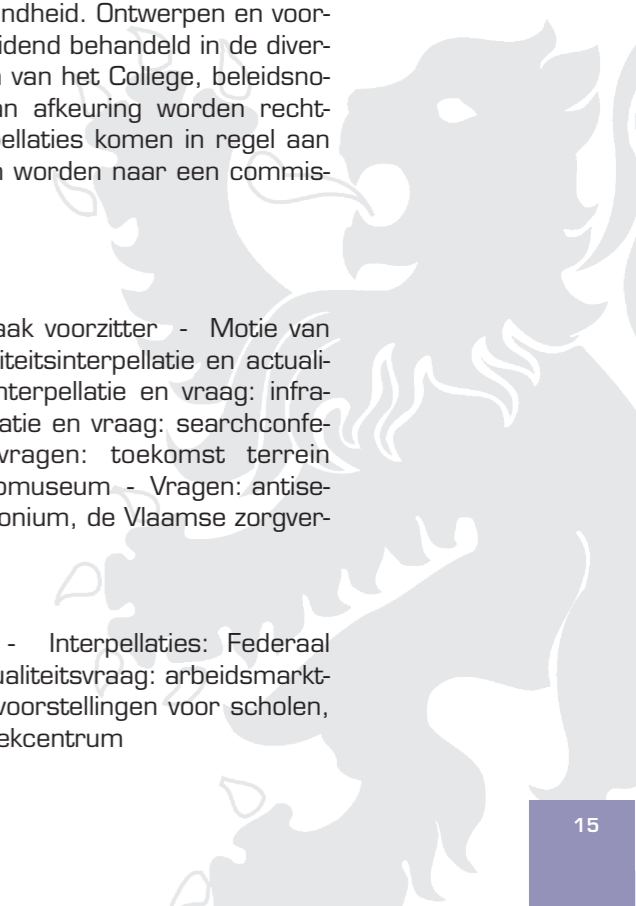 ndheid. Ontwerpen en voor-
idend behandeld in de diver-
van het College, beleidsno-
an afkeuring worden recht-
ellaties komen in regel aan
n worden naar een commis-
aak voorzitter - Motie van
iteitsinterpellatie en actuali-
nterpellatie en vraag: infra-
atie en vraag: searchconfe-
vragen: toekomst terrein
omuseum - Vragen: antise-
onium, de Vlaamse zorgver-
- Interpellaties: Federaal
ualiteitsvraag: arbeidsmarkt-
voorstellingen voor scholen,
ekcentrum
15